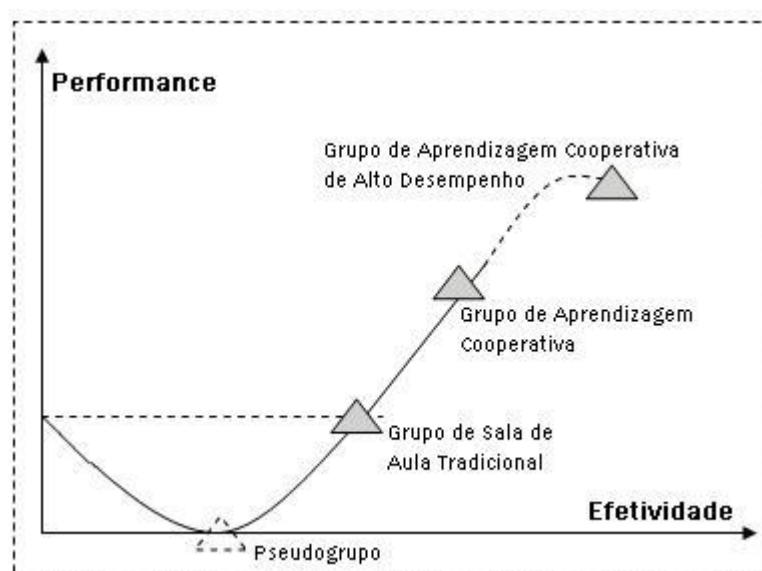 Performance
Grupo de Aprendizagem Cooperativa
de Alto Desempenho
Grupo de Aprendizagem
Cooperativa
Grupo de Sala de
Aula Tradicional
Efetividade
Pseudogrupo